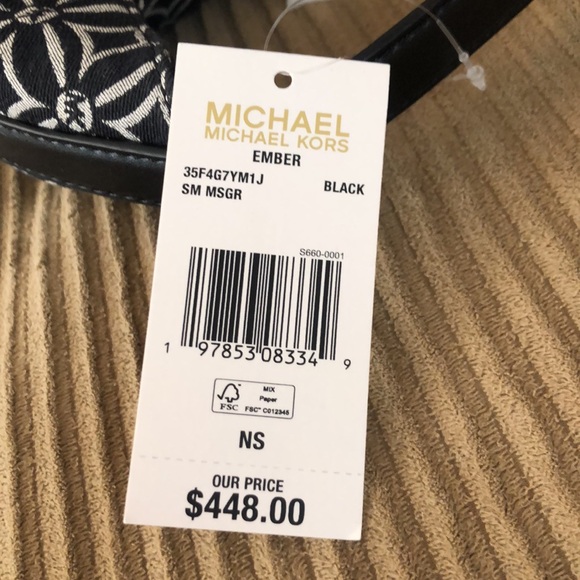 MICHAEL
MICHAEL KORS
EMBER
35F4G7YM1J
SM MSGR BLACK
S660-0001
1 97853 08334 9
FSC
MIX
Paper
FSC™ C012345
NS
OUR PRICE
$448.00